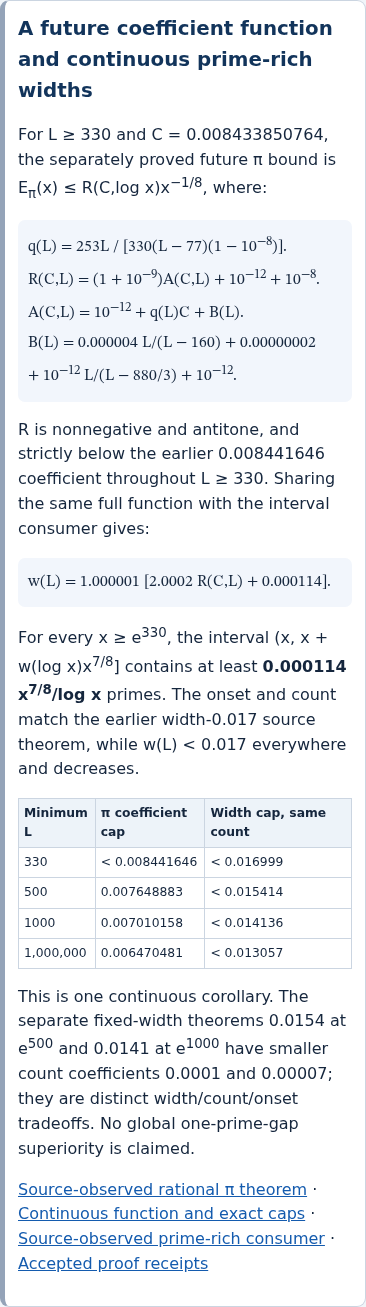 A future coefficient function
and continuous prime-rich
widths
For L ≥ 330 and C = 0.008433850764,
the separately proved future π bound is
Eπ(x) ≤ R(C,log x)x−1/8, where:
q(L) = 253L / [330(L − 77)(1 − 10−8)].
R(C,L) = (1 + 10−9)A(C,L) + 10−12 + 10−8.
A(C,L) = 10−12 + q(L)C + B(L).
B(L) = 0.000004 L/(L − 160) + 0.00000002
+ 10−12 L/(L − 880/3) + 10−12.
R is nonnegative and antitone, and
strictly below the earlier 0.008441646
coefficient throughout L ≥ 330. Sharing
the same full function with the interval
consumer gives:
w(L) = 1.000001 [2.0002 R(C,L) + 0.000114].
For every x ≥ e330, the interval (x, x +
w(log x)x7/8] contains at least 0.000114
x7/8/log x primes. The onset and count
match the earlier width-0.017 source
theorem, while w(L) < 0.017 everywhere
and decreases.
Minimum L | π coefficient cap | Width cap, same count
330 | < 0.008441646 | < 0.016999
500 | 0.007648883 | < 0.015414
1000 | 0.007010158 | < 0.014136
1,000,000 | 0.006470481 | < 0.013057
This is one continuous corollary. The
separate fixed-width theorems 0.0154 at
e500 and 0.0141 at e1000 have smaller
count coefficients 0.0001 and 0.00007;
they are distinct width/count/onset
tradeoffs. No global one-prime-gap
superiority is claimed.
Source-observed rational π theorem ·
Continuous function and exact caps ·
Source-observed prime-rich consumer ·
Accepted proof receipts